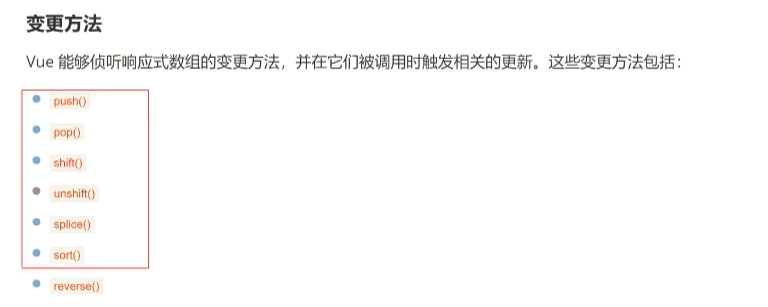 变更方法
Vue 能够侦听响应式数组的变更方法，并在它们被调用时触发相关的更新。这些变更方法包括：
push()
pop()
shift()
unshift()
splice()
sort()
reverse()